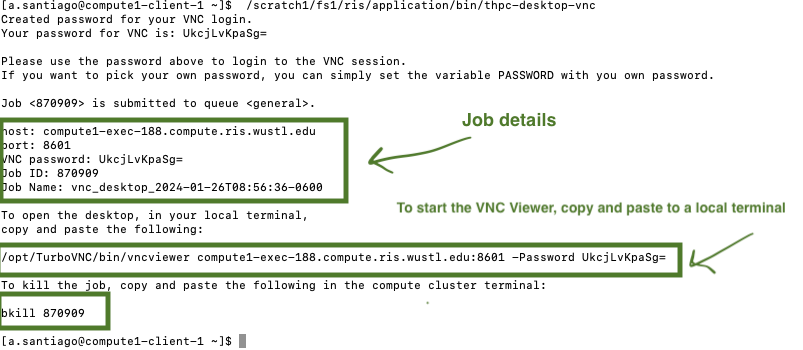 [a.santiago@compute1-client-1 ~]$  /scratch1/fs1/ris/application/bin/thpc-desktop-vnc
Created password for your VNC login.
Your password for VNC is: UkcjLvKpaSg=
Please use the password above to login to the VNC session.
If you want to pick your own password, you can simply set the variable PASSWORD with you own password.
Job <870909> is submitted to queue <general>.
Job details
host: compute1-exec-188.compute.ris.wustl.edu
port: 8601
VNC password: UkcjLvKpaSg=
Job ID: 870909
Job Name: vnc_desktop_2024-01-26T08:56:36-0600
To start the VNC Viewer, copy and paste to a local terminal
To open the desktop, in your local terminal,
copy and paste the following:
/opt/TurboVNC/bin/vncviewer compute1-exec-188.compute.ris.wustl.edu:8601 -Password UkcjLvKpaSg=
To kill the job, copy and paste the following in the compute cluster terminal:
bkill 870909
[a.santiago@compute1-client-1 ~]$